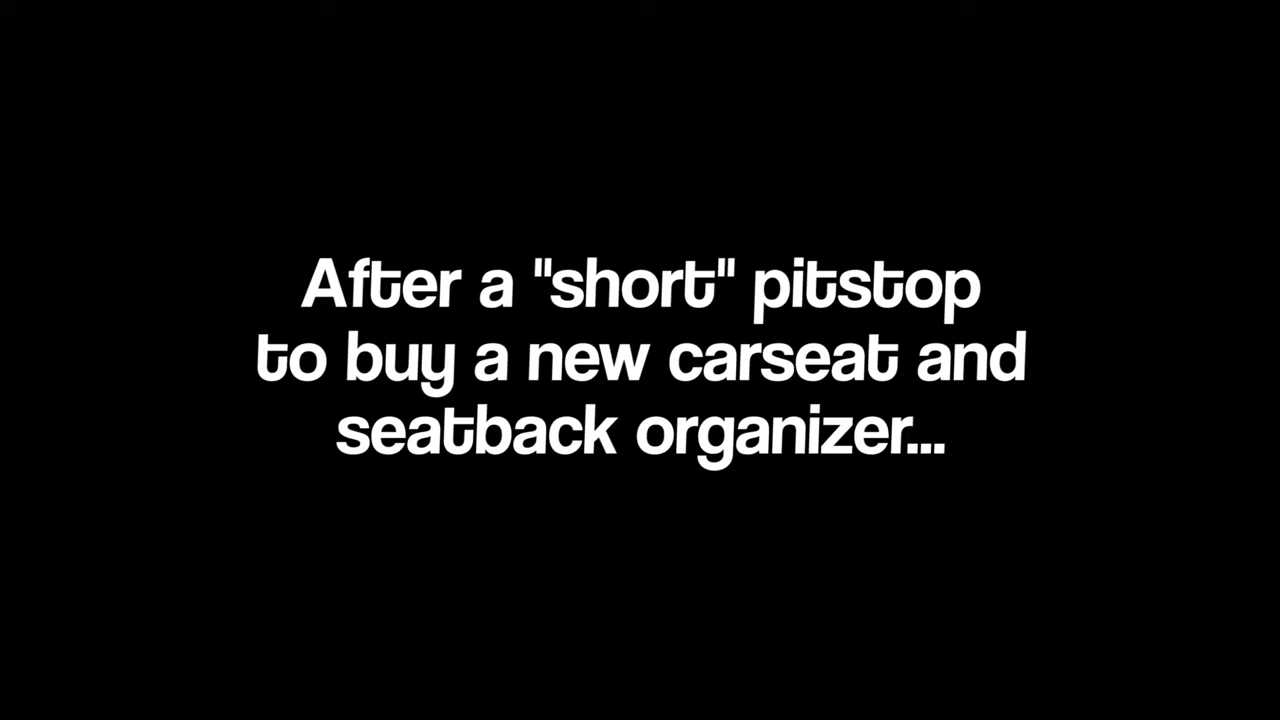 After a "short" pitstop
to buy a new carseat and
seatback organizer...